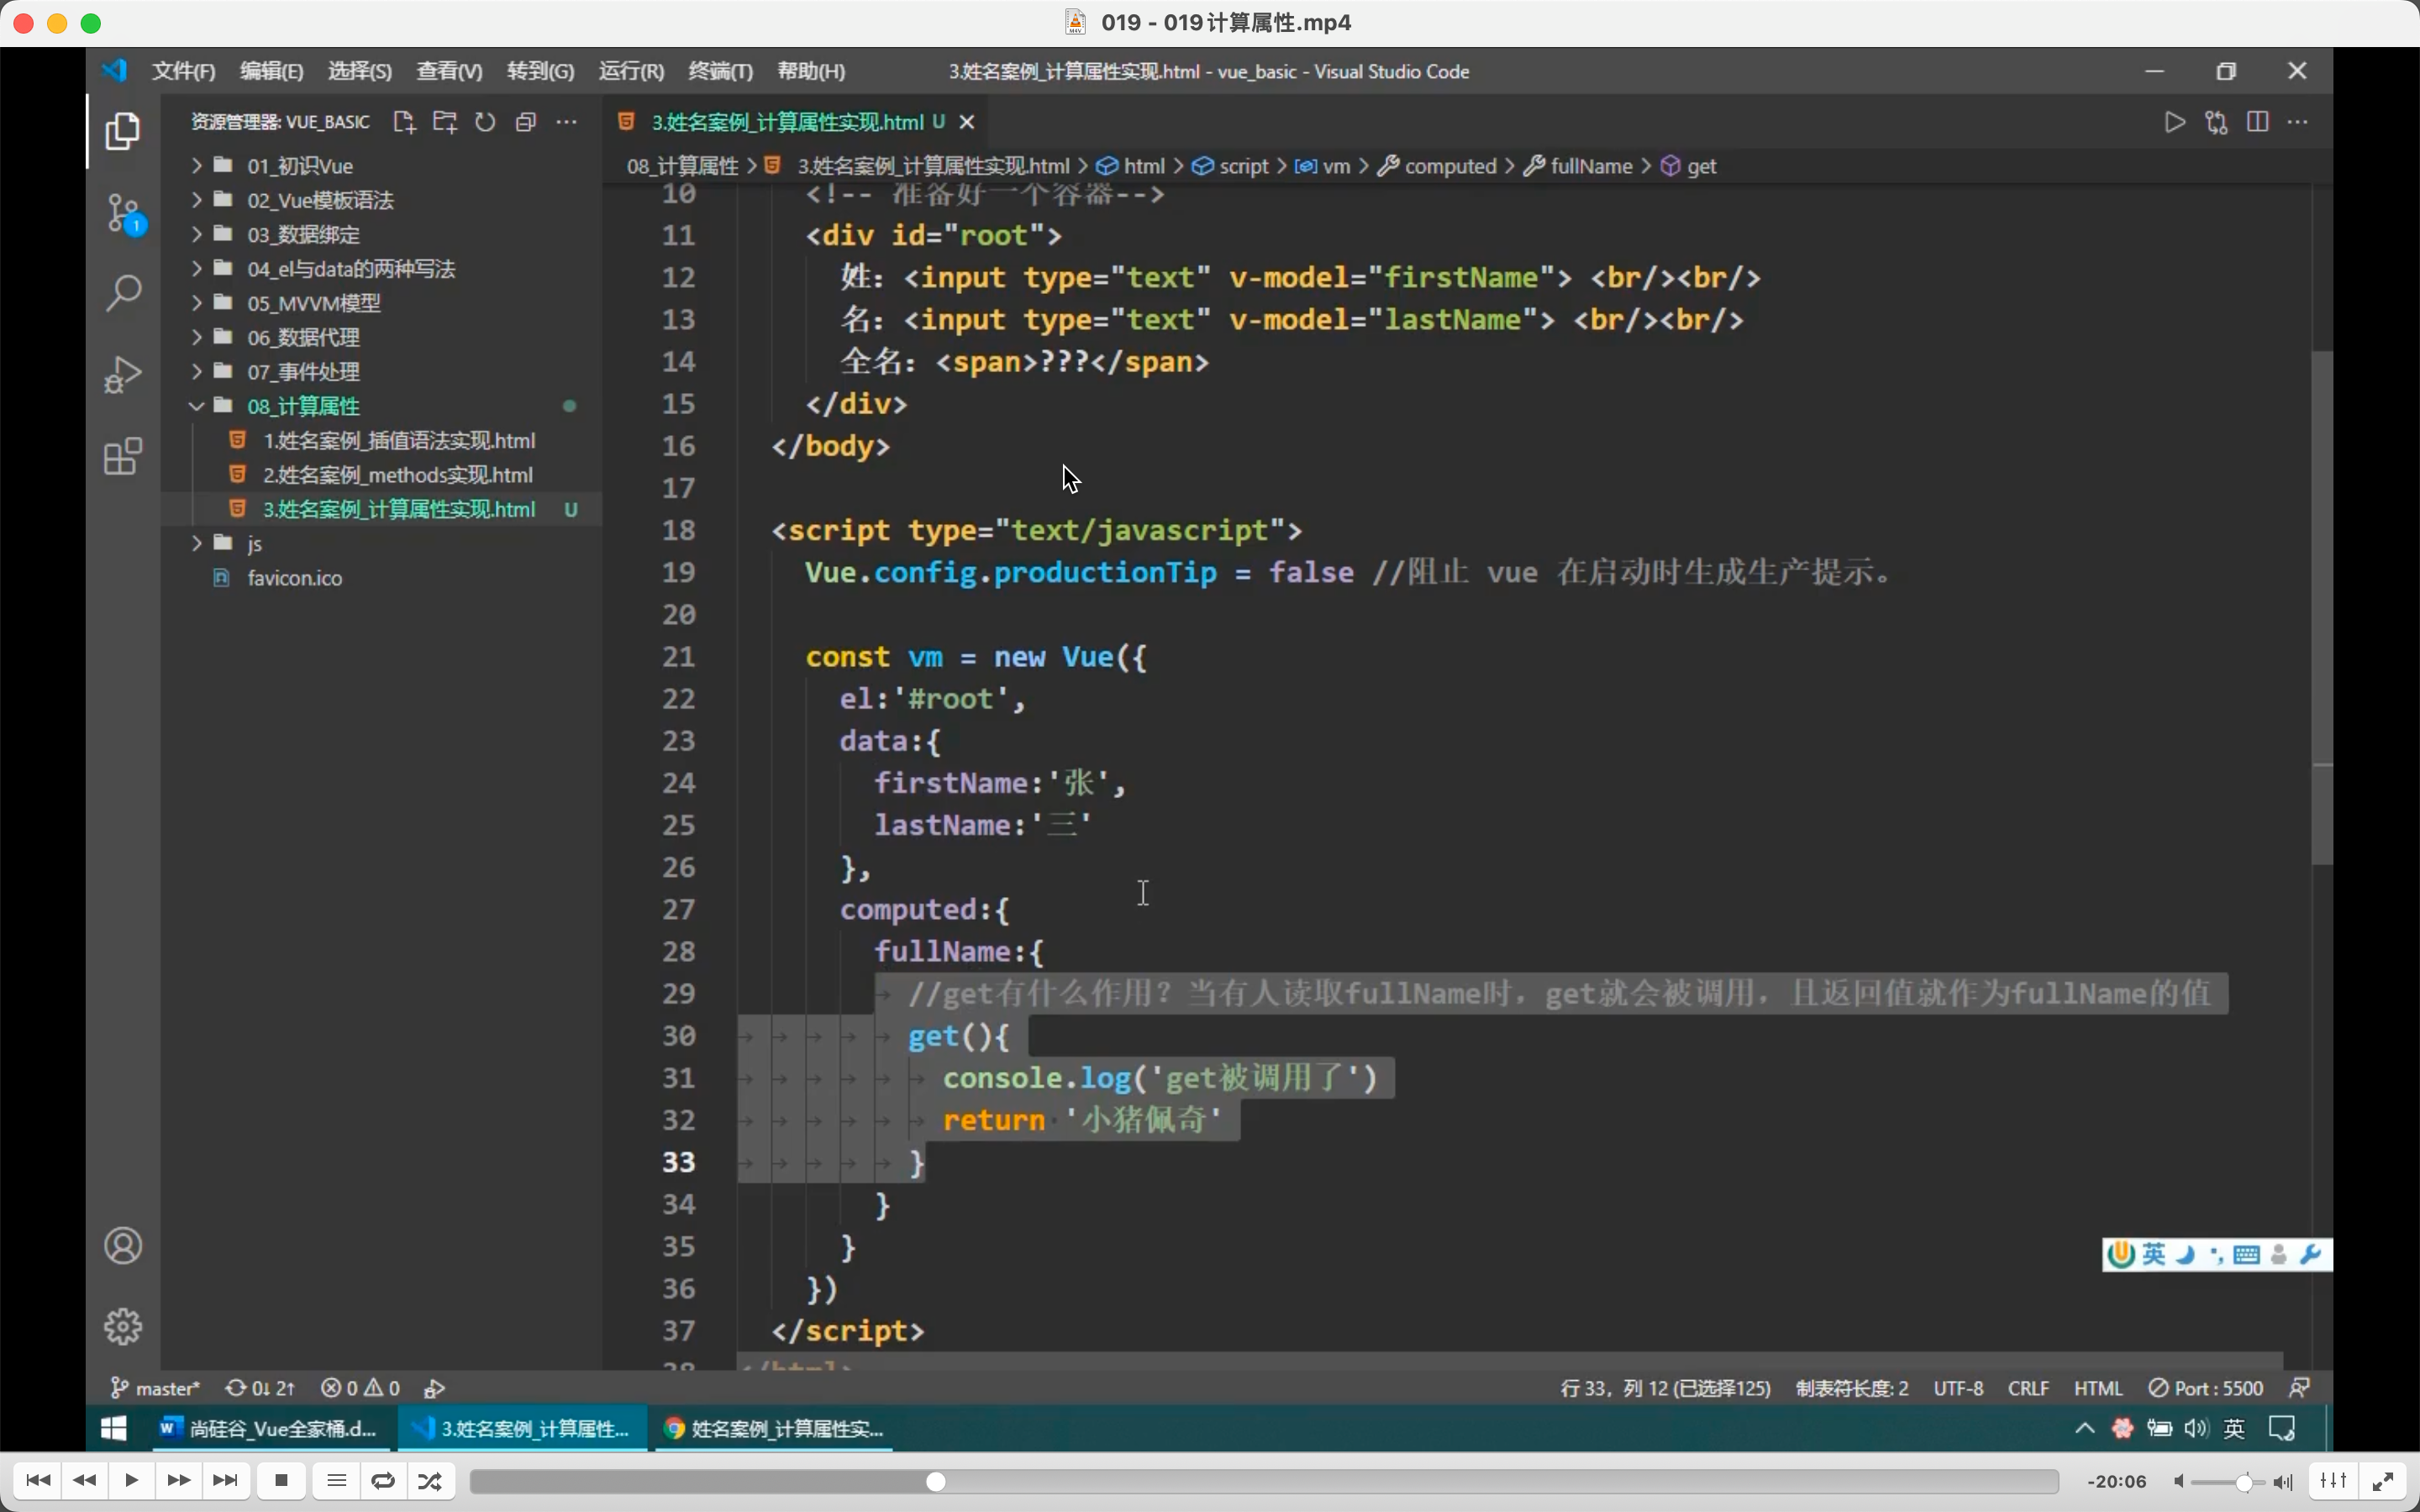 019 - 019计算属性.mp4
文件(F) 编辑(E) 选择(S) 查看(V) 转到(G) 运行(R) 终端(T) 帮助(H)
3.姓名案例_计算属性实现.html - vue_basic - Visual Studio Code
资源管理器: VUE_BASIC
01_初识Vue
02_Vue模板语法
03_数据绑定
04_el与data的两种写法
05_MVVM模型
06_数据代理
07_事件处理
08_计算属性
1.姓名案例_插值语法实现.html
2.姓名案例_methods实现.html
3.姓名案例_计算属性实现.html U
js
favicon.ico
1
3.姓名案例_计算属性实现.html U
08_计算属性 > 3.姓名案例_计算属性实现.html > html > script > vm > computed > fullName > get
10 <!-- 准备好一个容器-->
11 <div id="root">
12 姓：<input type="text" v-model="firstName"> <br/><br/>
13 名：<input type="text" v-model="lastName"> <br/><br/>
14 全名：<span>???</span>
15 </div>
16 </body>
17
18 <script type="text/javascript">
19 Vue.config.productionTip = false //阻止 vue 在启动时生成生产提示。
20
21 const vm = new Vue({
22 el:'#root',
23 data:{
24 firstName:'张',
25 lastName:'三'
26 },
27 computed:{
28 fullName:{
29 //get有什么作用？当有人读取fullName时，get就会被调用，且返回值就作为fullName的值
30 get(){
31 console.log('get被调用了')
32 return '小猪佩奇'
33 }
34 }
35 }
36 })
37 </script>
38 </html>
英
master* 0↓ 2↑ 0 0
行 33，列 12 (已选择125) 制表符长度: 2 UTF-8 CRLF HTML Port : 5500
尚硅谷_Vue全家桶.d... 3.姓名案例_计算属性... 姓名案例_计算属性实... 英
-20:06